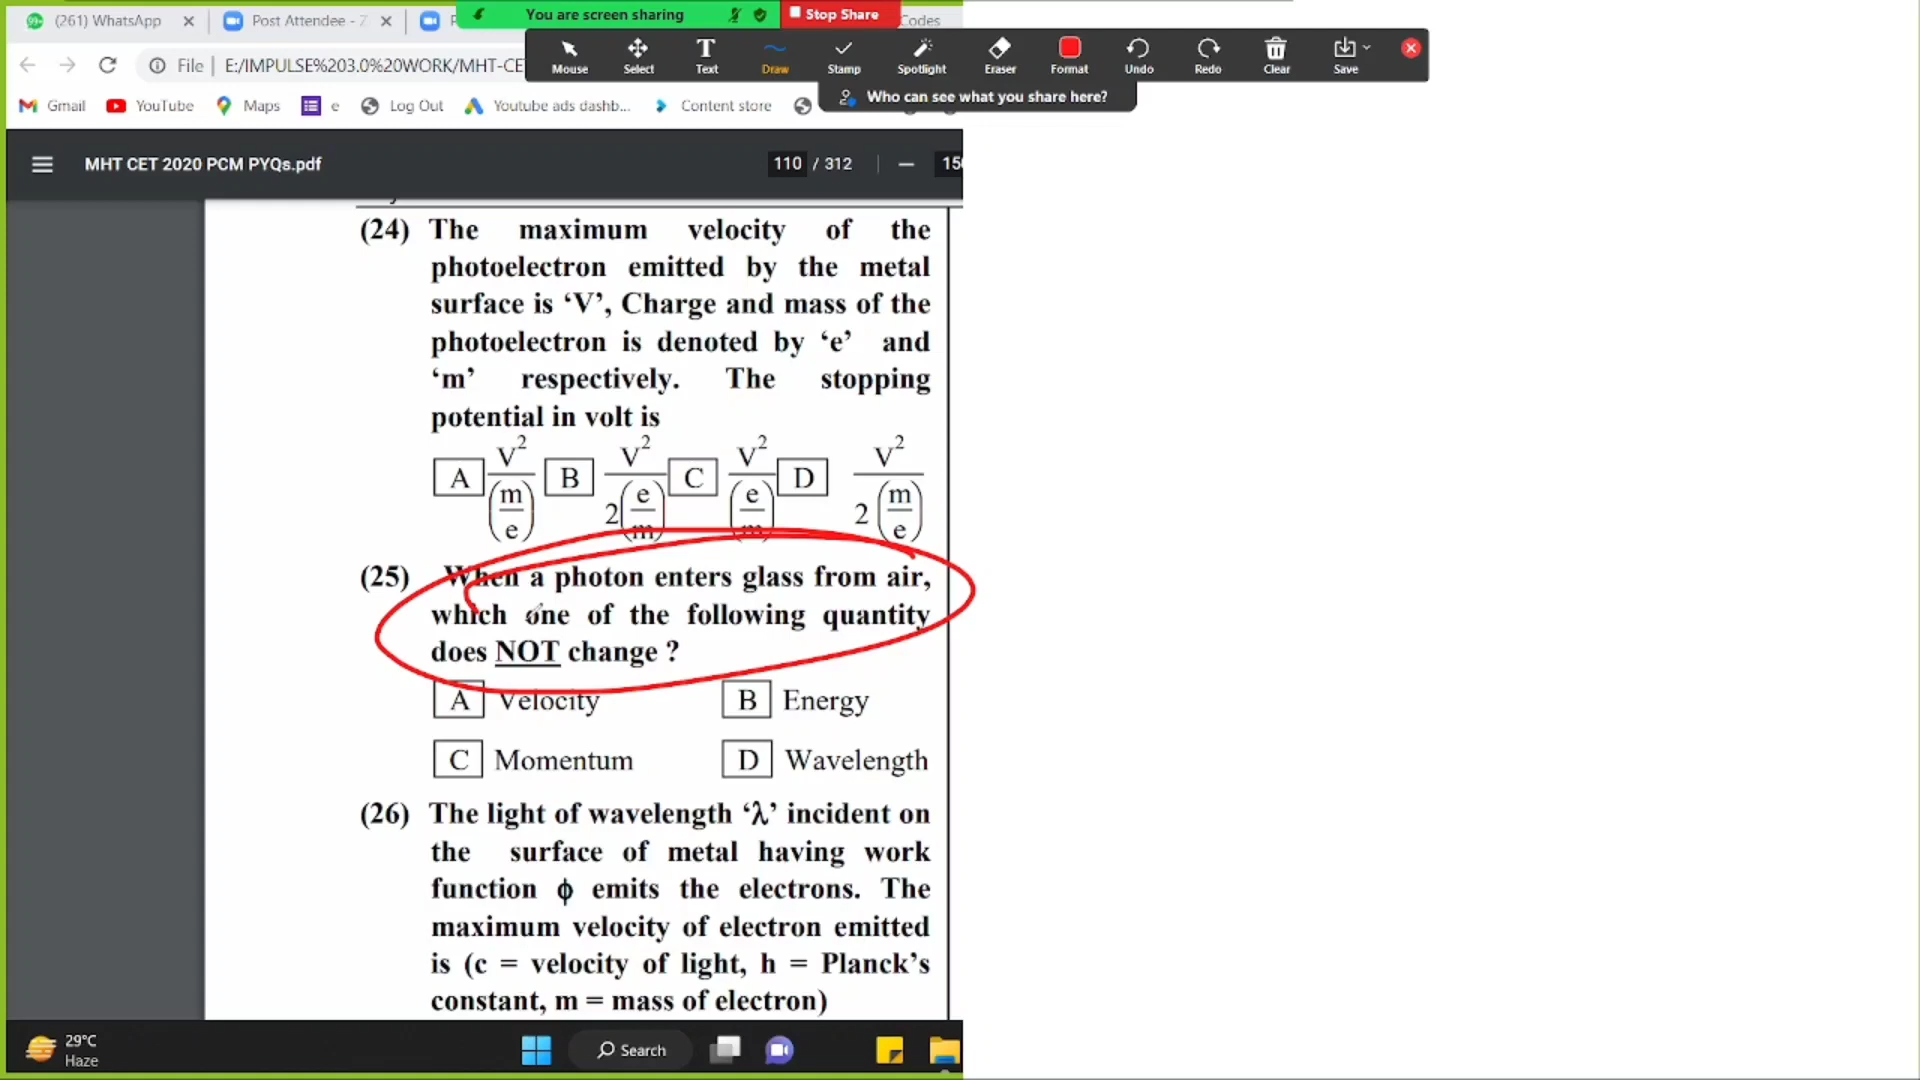 (261) WhatsApp
Post Attendee - Z
You are screen sharing
Stop Share
Codes
File
E:/IMPULSE%203.0%20WORK/MHT-CE
Mouse
Select
Text
Draw
Stamp
Spotlight
Eraser
Format
Undo
Redo
Clear
Save
Who can see what you share here?
Gmail
YouTube
Maps
e
Log Out
Youtube ads dashb...
Content store
MHT CET 2020 PCM PYQs.pdf
110 / 312
(24) The maximum velocity of the
photoelectron emitted by the metal
surface is ‘V’, Charge and mass of the
photoelectron is denoted by ‘e’ and
‘m’ respectively. The stopping
potential in volt is
A V²/(m/e) B V²/2(e/m) C V²/(e/m) D V²/2(m/e)
(25) When a photon enters glass from air,
which one of the following quantity
does NOT change ?
A Velocity B Energy
C Momentum D Wavelength
(26) The light of wavelength ‘λ’ incident on
the surface of metal having work
function ϕ emits the electrons. The
maximum velocity of electron emitted
is (c = velocity of light, h = Planck’s
constant, m = mass of electron)
29°C
Haze
Search